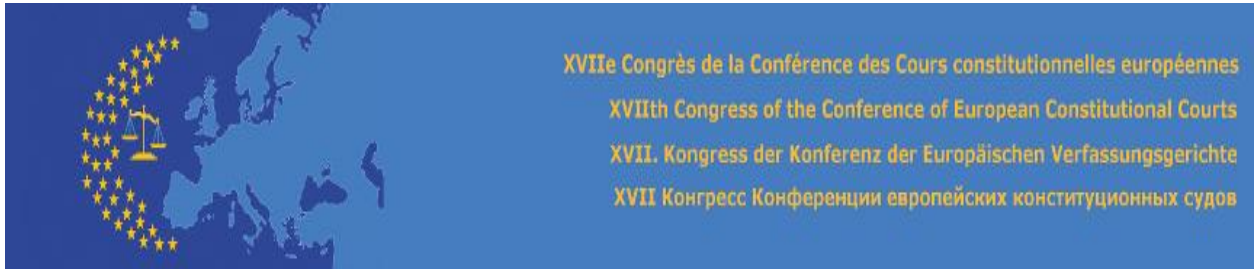 XVIIe Congrès de la Conférence des Cours constitutionnelles européennes
XVIIth Congress of the Conference of European Constitutional Courts
XVII. Kongress der Konferenz der Europäischen Verfassungsgerichte
XVII Конгресс Конференции европейских конституционных судов